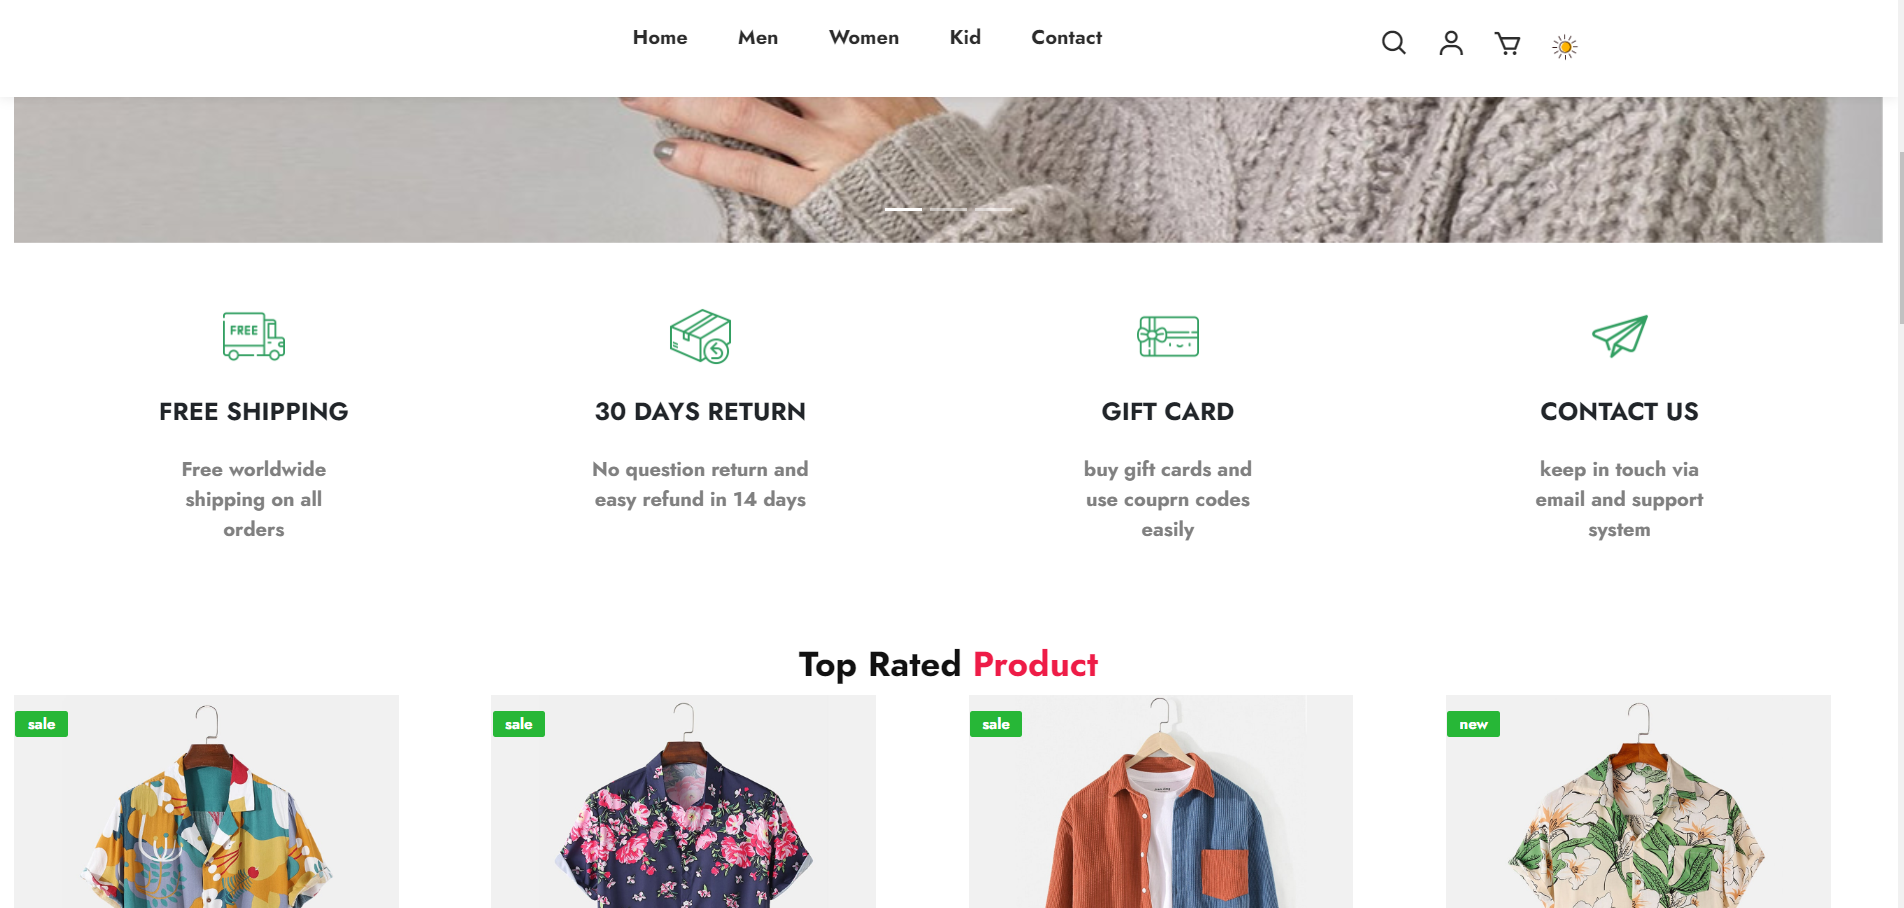 Home Men Women Kid Contact
FREE
FREE SHIPPING
Free worldwide
shipping on all
orders
30 DAYS RETURN
No question return and
easy refund in 14 days
GIFT CARD
buy gift cards and
use couprn codes
easily
CONTACT US
keep in touch via
email and support
system
Top Rated Product
sale
sale
sale
new